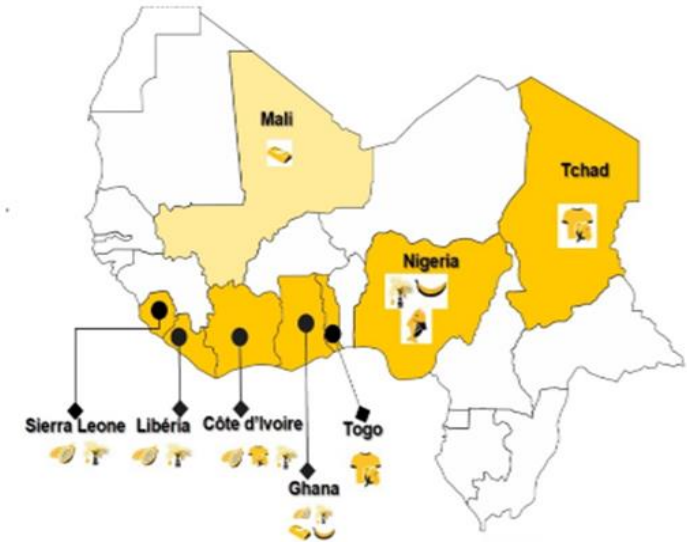 Mali
Tchad
Nigeria
Sierra Leone
Libéria
Côte d'Ivoire
Togo
Ghana